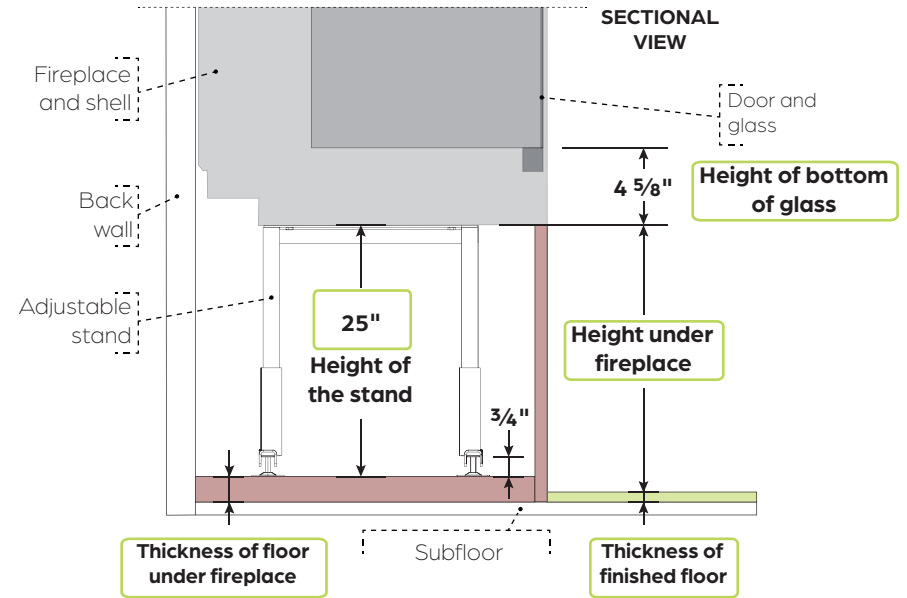 SECTIONAL
VIEW
Fireplace
and shell
Door and
glass
4 5/8"
Height of bottom
of glass
Back
wall
Adjustable
stand
25"
Height of
the stand
Height under
fireplace
3/4"
Thickness of floor
under fireplace
Subfloor
Thickness of
finished floor